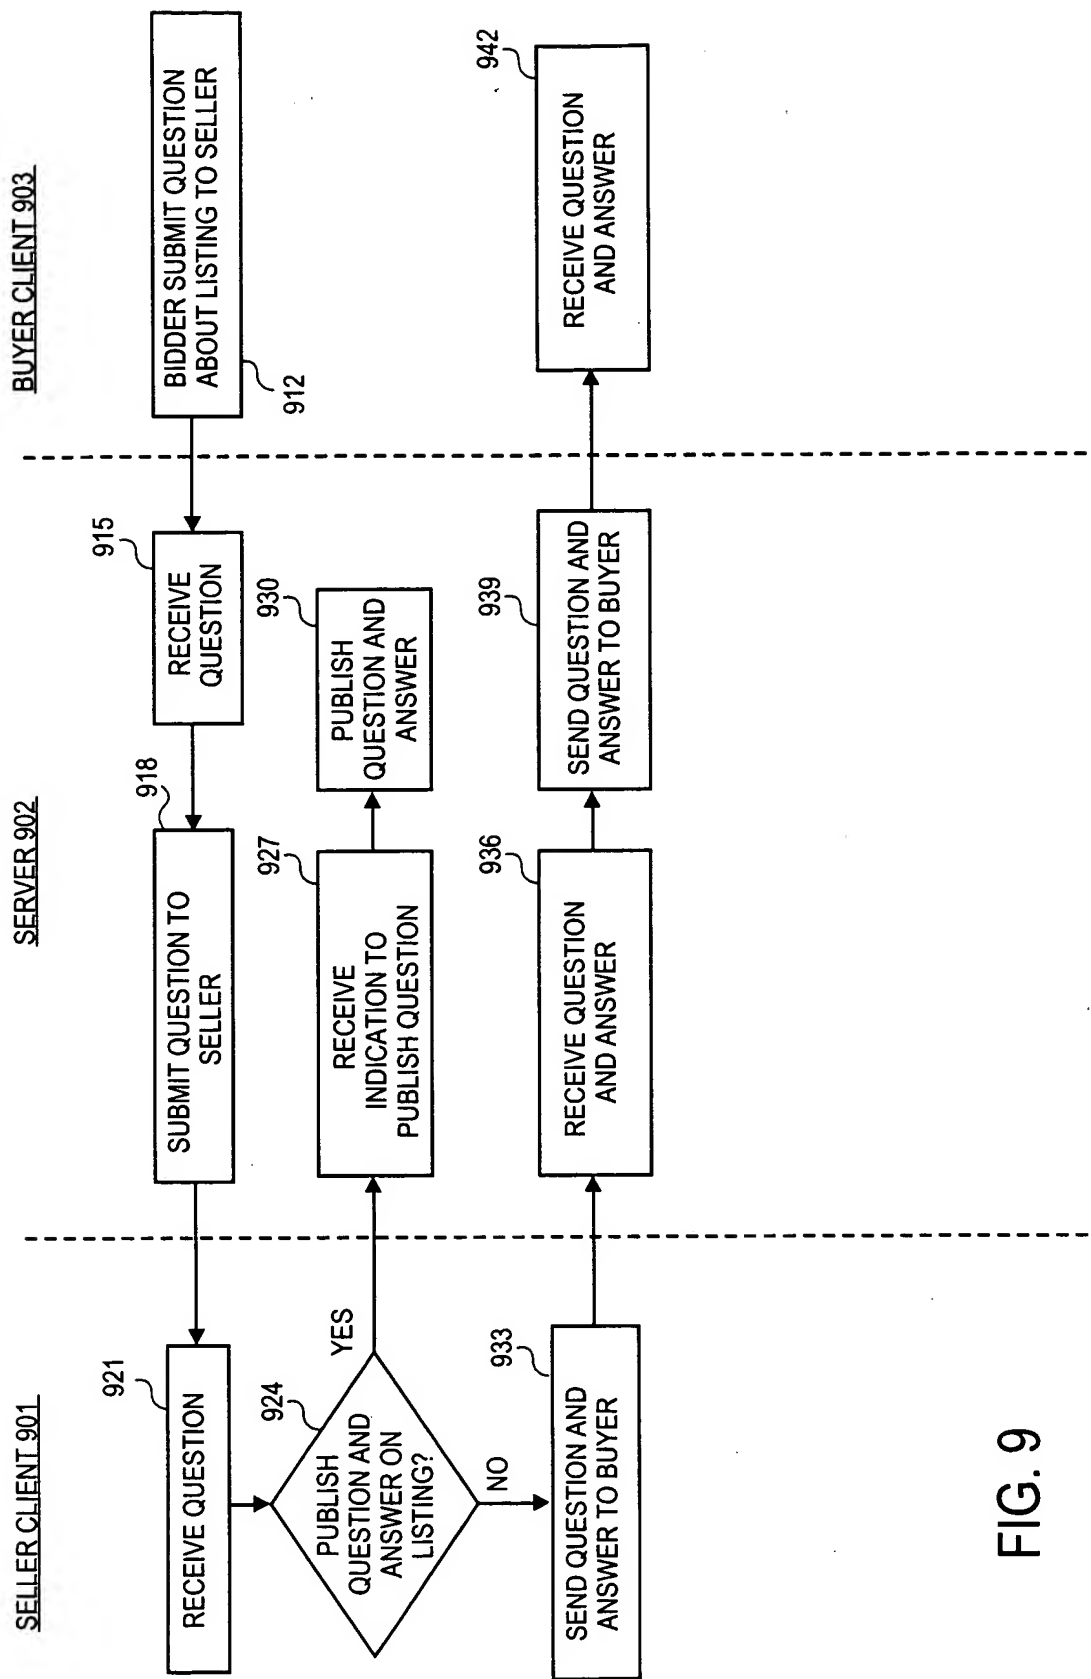 SELLER CLIENT 901
SERVER 902
BUYER CLIENT 903
BIDDER SUBMIT QUESTION
ABOUT LISTING TO SELLER
912
915
RECEIVE
QUESTION
918
SUBMIT QUESTION TO
SELLER
921
RECEIVE QUESTION
924
PUBLISH
QUESTION AND
ANSWER ON
LISTING?
YES
NO
927
RECEIVE
INDICATION TO
PUBLISH QUESTION
930
PUBLISH
QUESTION AND
ANSWER
933
SEND QUESTION AND
ANSWER TO BUYER
936
RECEIVE QUESTION
AND ANSWER
939
SEND QUESTION AND
ANSWER TO BUYER
942
RECEIVE QUESTION
AND ANSWER
FIG. 9